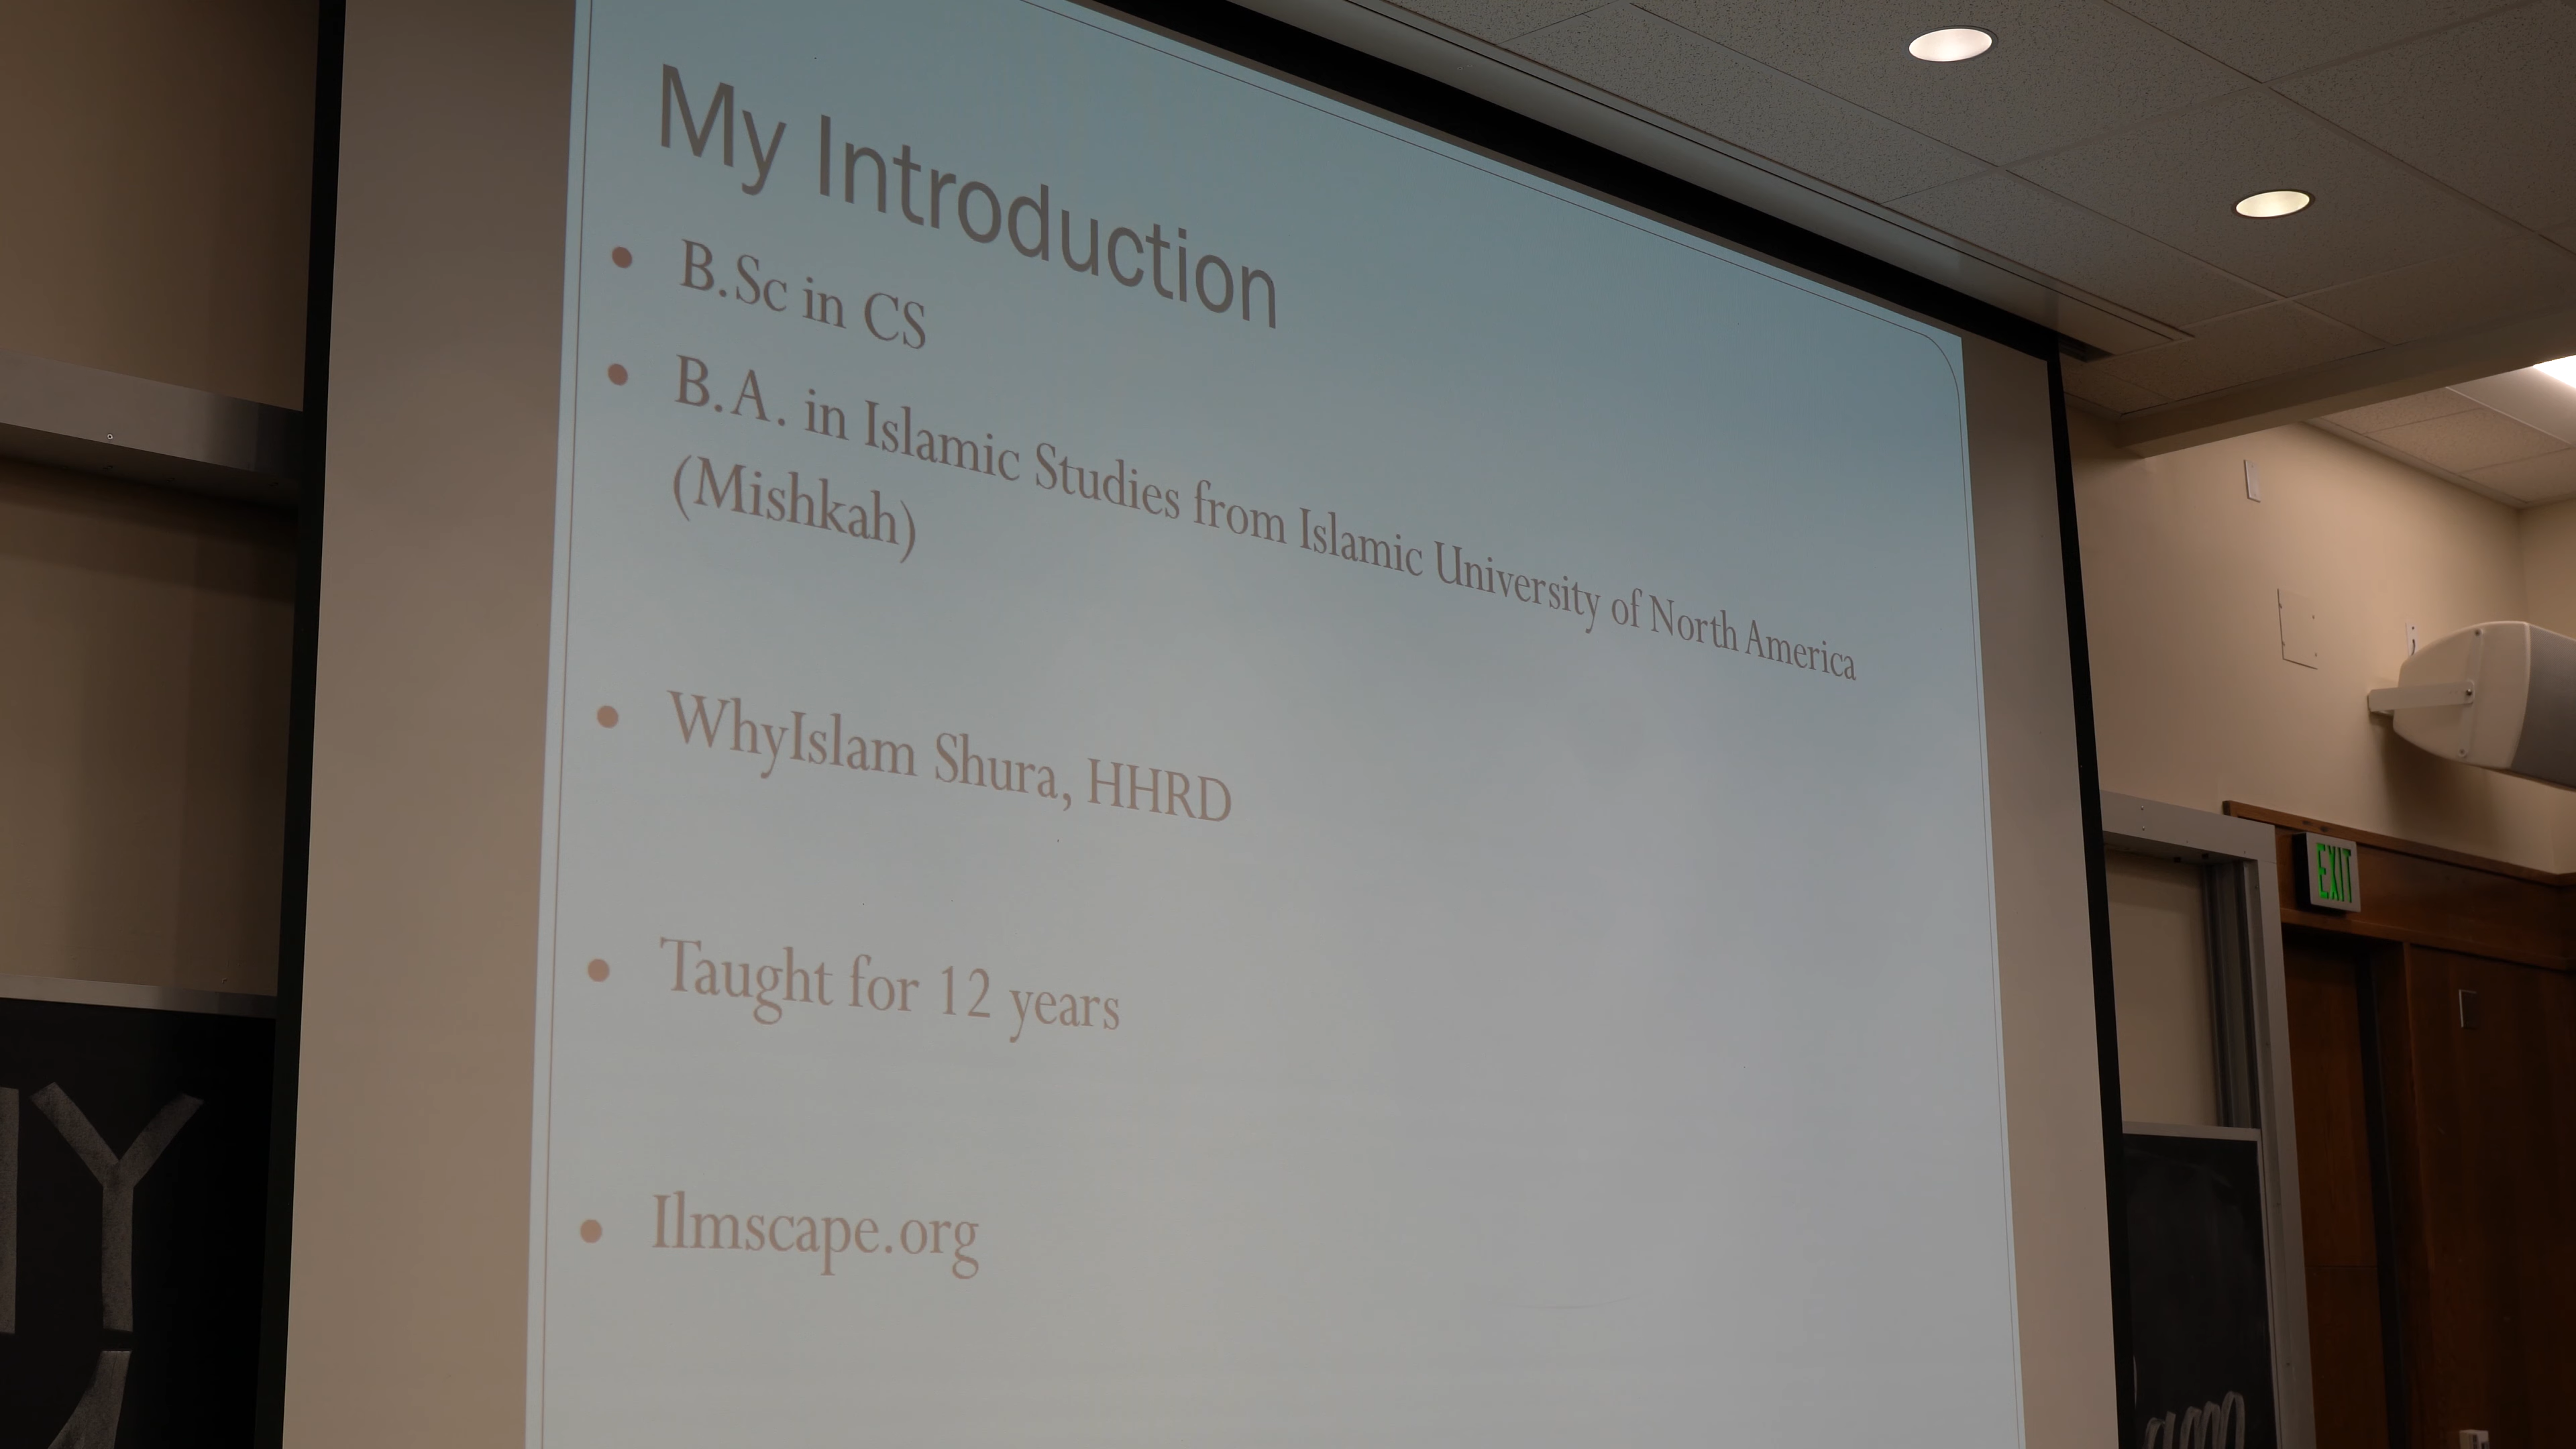 My Introduction
• B.Sc in CS
• B.A. in Islamic Studies from Islamic University of North America
(Mishkah)
• WhyIslam Shura, HHRD
• Taught for 12 years
• Ilmscape.org
EXIT
Y